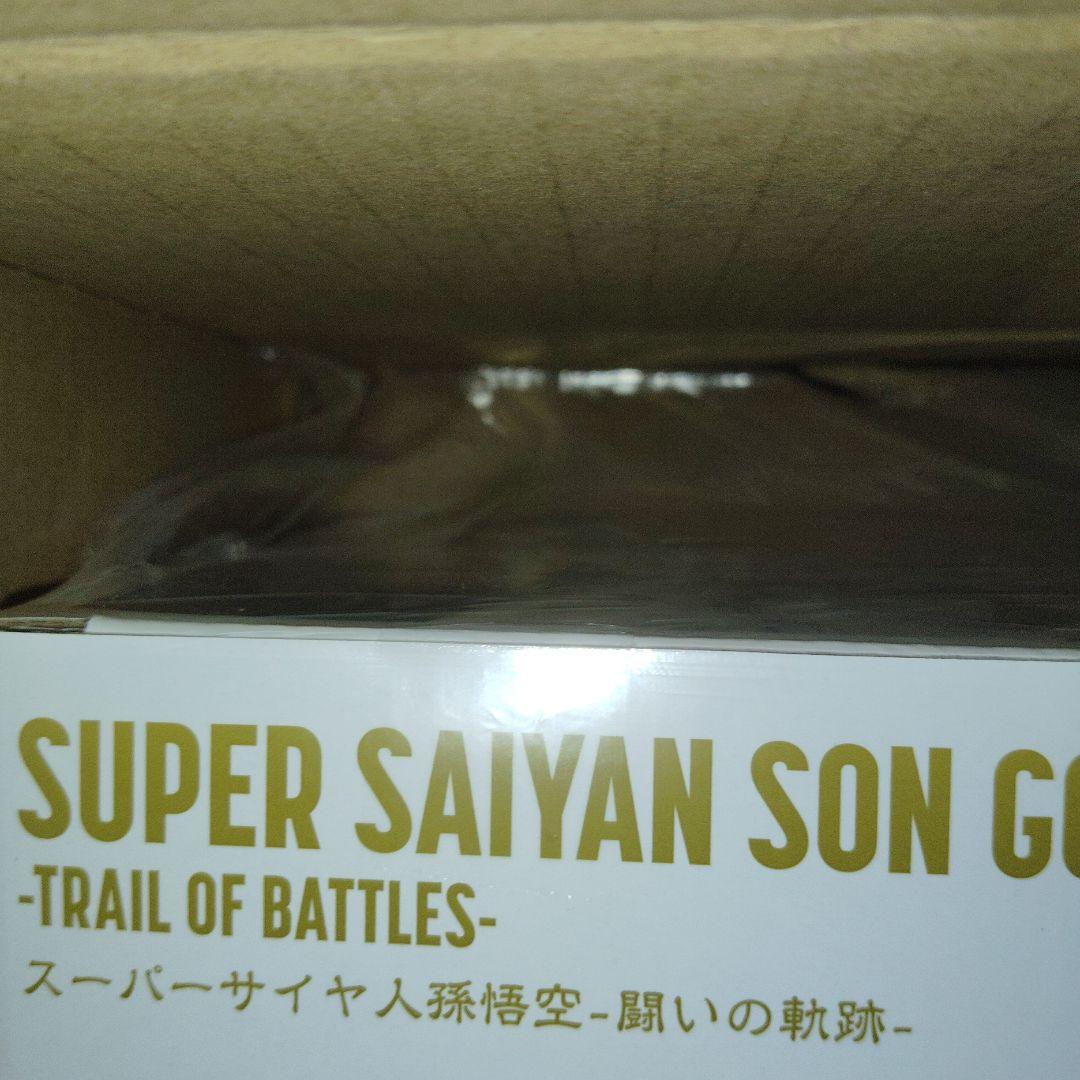 SUPER SAIYAN SON GO
-TRAIL OF BATTLES-
スーパーサイヤ人孫悟空-闘いの軌跡-